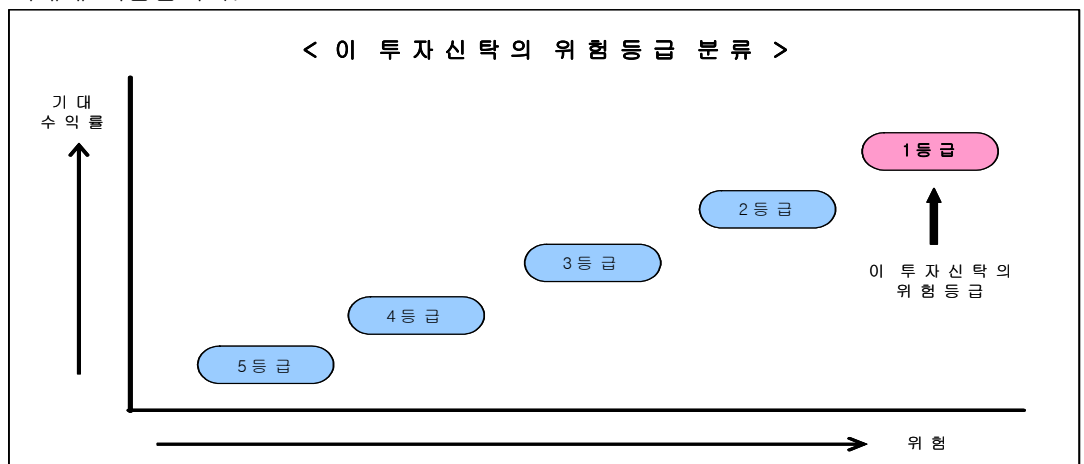 < 이 투자신탁의 위험등급 분류 >
기대
수익률
1등급
2등급
3등급
이 투자신탁의
위험등급
4등급
5등급
위험